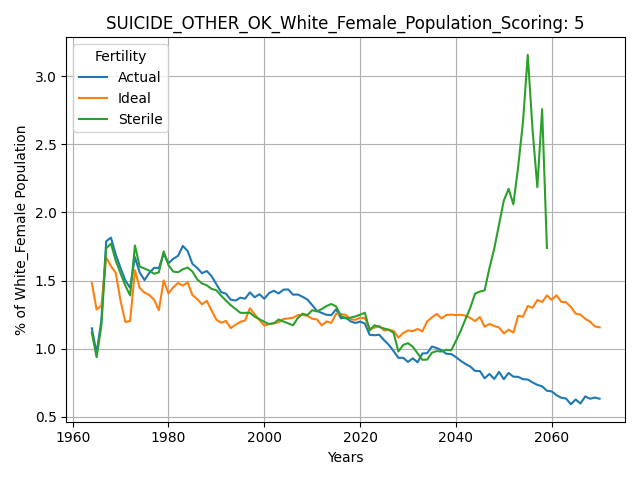 SUICIDE_OTHER_OK_White_Female_Population_Scoring: 5
Fertility
Actual
Ideal
Sterile
% of White_Female Population
3.0
2.5
2.0
1.5
1.0
0.5
1960
1980
2000
2020
2040
2060
Years